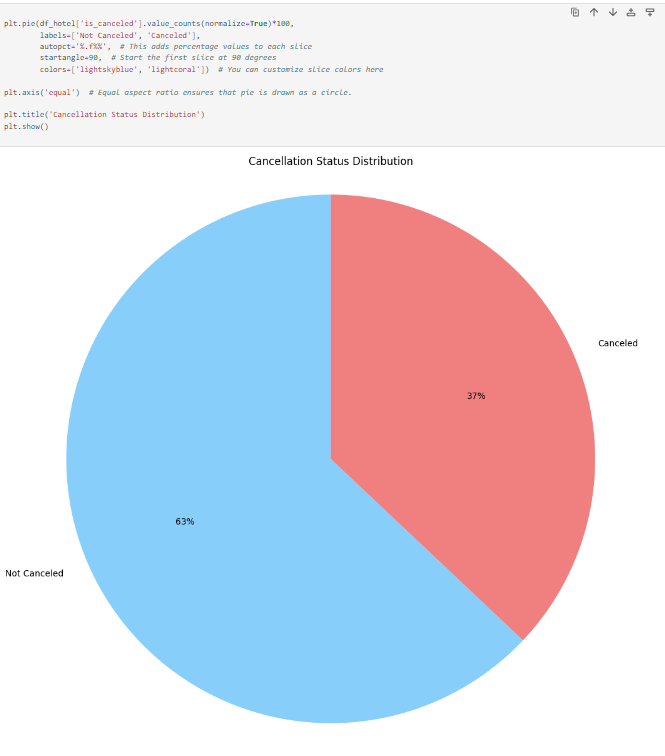 plt.pie(df_hotel['is_canceled'].value_counts(normalize=True)*100,
        labels=['Not Canceled', 'Canceled'],
        autopct='%.f%%',  # This adds percentage values to each slice
        startangle=90,  # Start the first slice at 90 degrees
        colors=['lightskyblue', 'lightcoral'])  # You can customize slice colors here
plt.axis('equal')  # Equal aspect ratio ensures that pie is drawn as a circle.
plt.title('Cancellation Status Distribution')
plt.show()
Cancellation Status Distribution
Canceled
37%
63%
Not Canceled